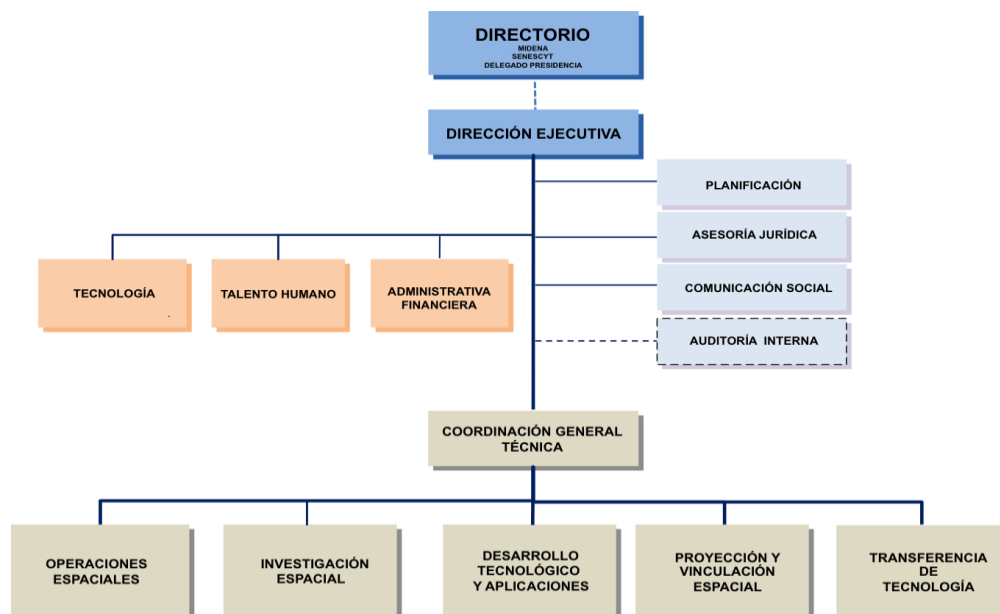 DIRECTORIO
MIDENA
SENESCYT
DELEGADO PRESIDENCIA
DIRECCIÓN EJECUTIVA
PLANIFICACIÓN
ASESORÍA JURÍDICA
COMUNICACIÓN SOCIAL
AUDITORÍA INTERNA
TECNOLOGÍA
.
TALENTO HUMANO
ADMINISTRATIVA
FINANCIERA
COORDINACIÓN GENERAL
TÉCNICA
OPERACIONES
ESPACIALES
INVESTIGACIÓN
ESPACIAL
DESARROLLO
TECNOLÓGICO
Y APLICACIONES
PROYECCIÓN Y
VINCULACIÓN
ESPACIAL
TRANSFERENCIA
DE
TECNOLOGÍA